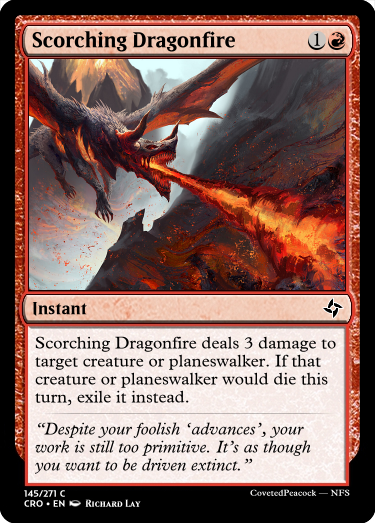 Scorching Dragonfire 1
Instant
Scorching Dragonfire deals 3 damage to
target creature or planeswalker. If that
creature or planeswalker would die this
turn, exile it instead.
“Despite your foolish ‘advances’, your
work is still too primitive. It’s as though
you want to be driven extinct.”
145/271 C
CRO • EN Richard Lay
CovetedPeacock — NFS